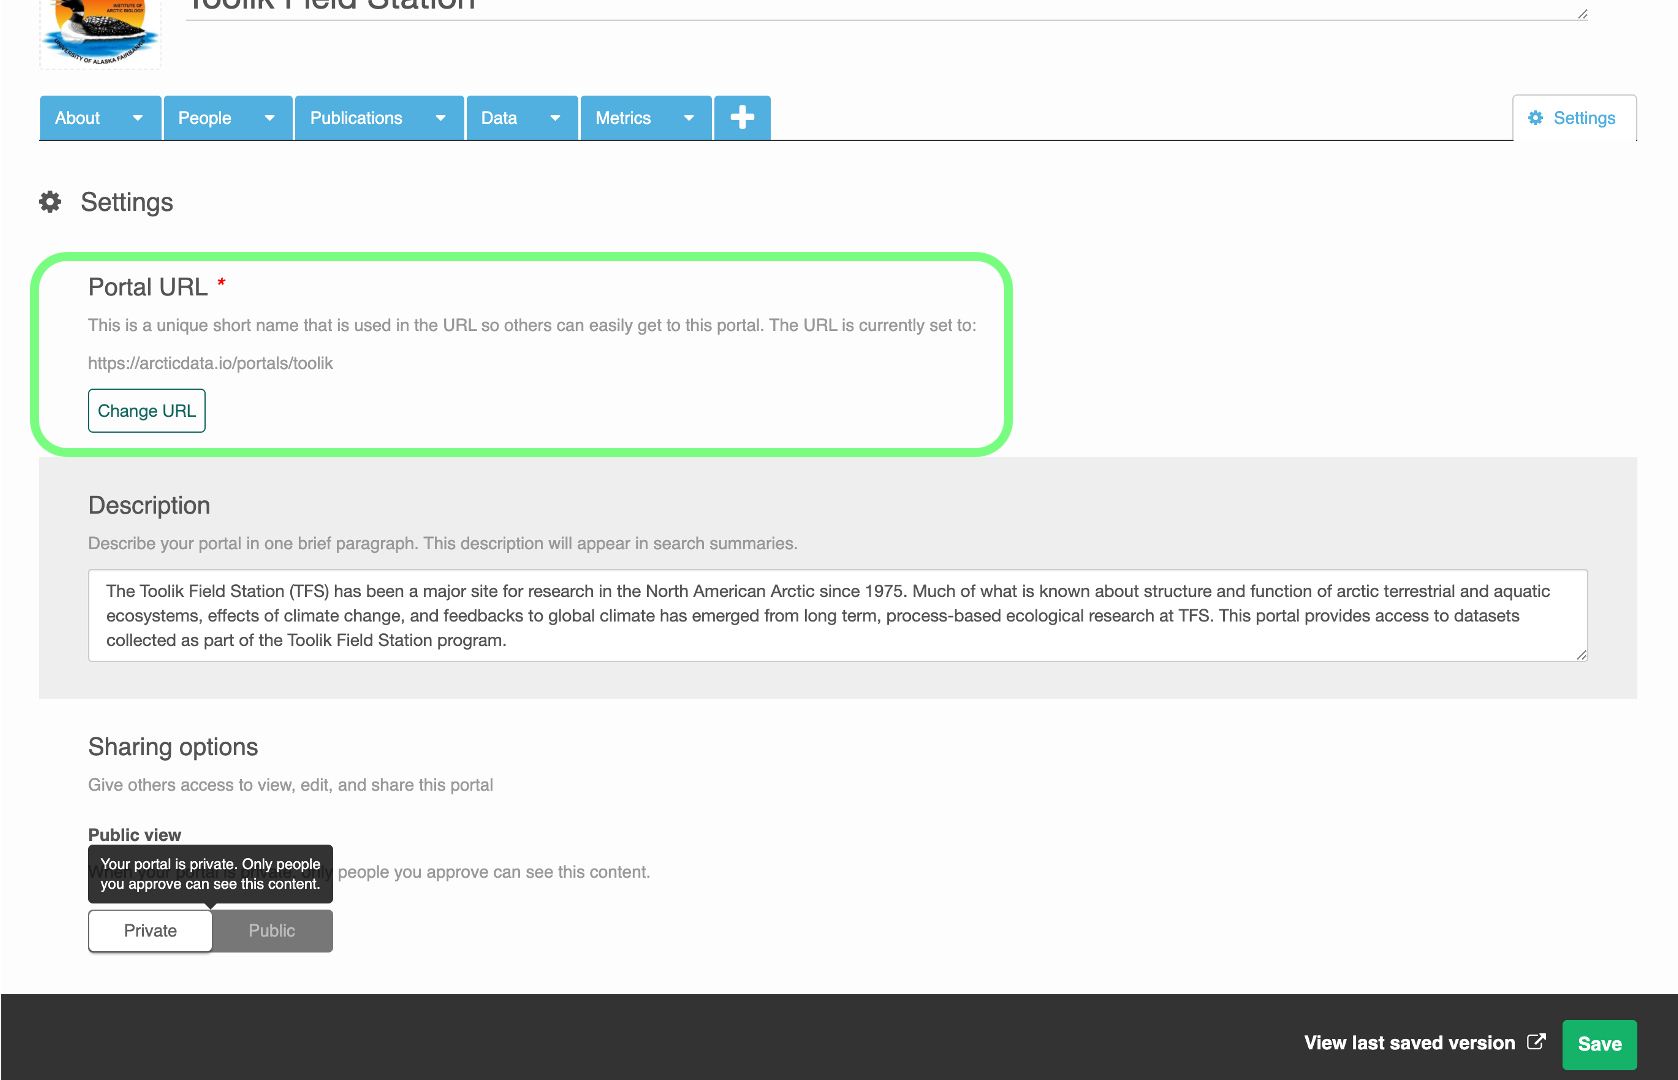 Toolik Field Station
INSTITUTE OF
ARCTIC BIOLOGY
UNIVERSITY OF ALASKA FAIRBANKS
About
People
Publications
Data
Metrics
Settings
Settings
Portal URL *
This is a unique short name that is used in the URL so others can easily get to this portal. The URL is currently set to:
https://arcticdata.io/portals/toolik
Change URL
Description
Describe your portal in one brief paragraph. This description will appear in search summaries.
The Toolik Field Station (TFS) has been a major site for research in the North American Arctic since 1975. Much of what is known about structure and function of arctic terrestrial and aquatic
ecosystems, effects of climate change, and feedbacks to global climate has emerged from long term, process-based ecological research at TFS. This portal provides access to datasets
collected as part of the Toolik Field Station program.
Sharing options
Give others access to view, edit, and share this portal
Public view
Your portal is private. Only people
you approve can see this content.
When your portal is private, only people you approve can see this content.
Private
Public
View last saved version
Save